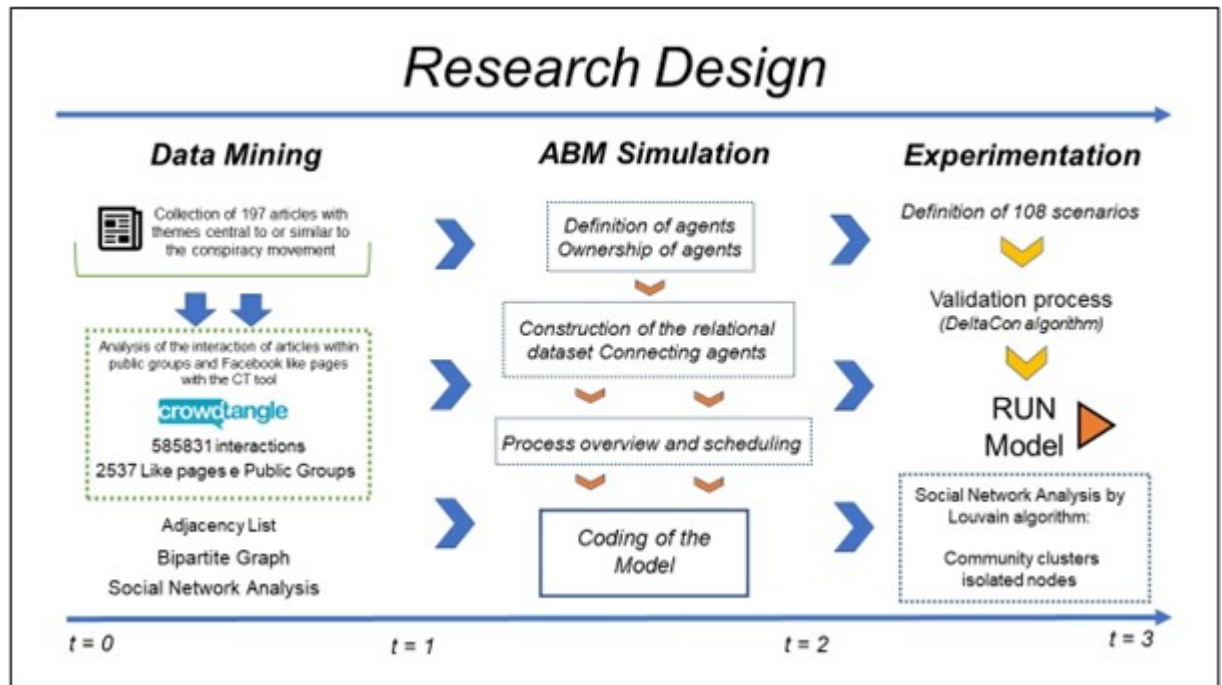 Research Design
Data Mining
Collection of 197 articles with
themes central to or similar to
the conspiracy movement
Analysis of the interaction of articles within
public groups and Facebook like pages
with the CT tool
crowdtangle
585831 interactions
2537 Like pages e Public Groups
Adjacency List
Bipartite Graph
Social Network Analysis
ABM Simulation
Definition of agents
Ownership of agents
Construction of the relational
dataset Connecting agents
Process overview and scheduling
Coding of the
Model
Experimentation
Definition of 108 scenarios
Validation process
(DeltaCon algorithm)
RUN
Model
Social Network Analysis by
Louvain algorithm:
Community clusters
isolated nodes
t = 0
t = 1
t = 2
t = 3